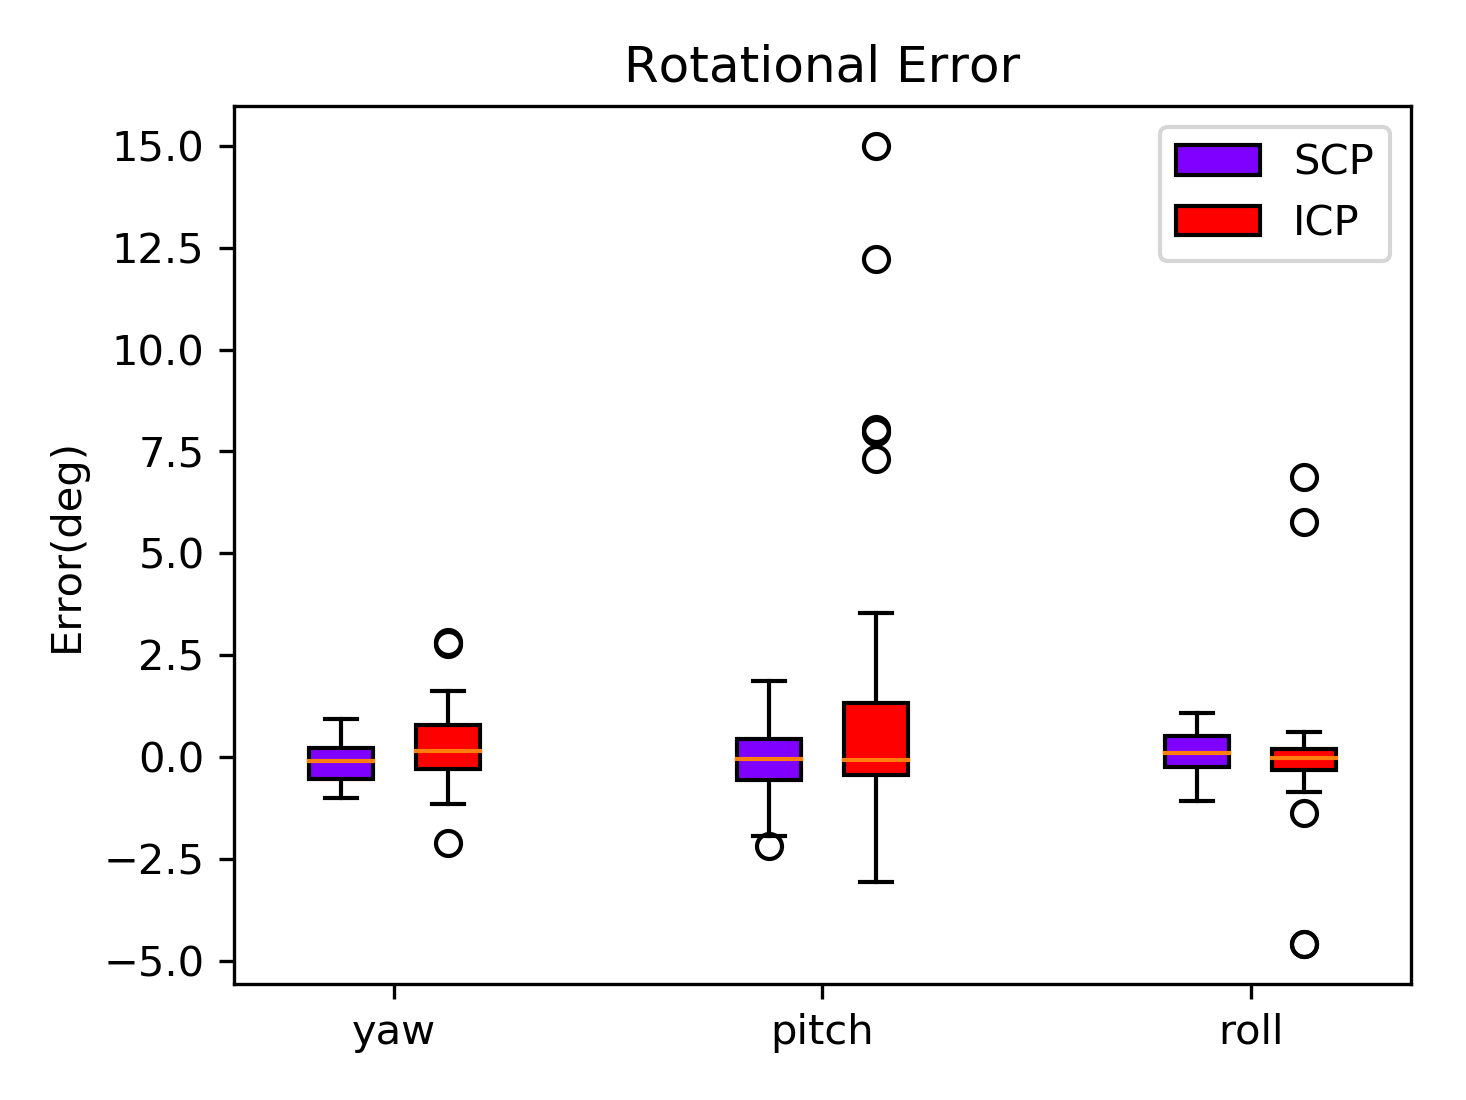 Rotational Error
15.0
12.5
10.0
7.5
5.0
2.5
0.0
−2.5
−5.0
Error(deg)
SCP
ICP
yaw
pitch
roll